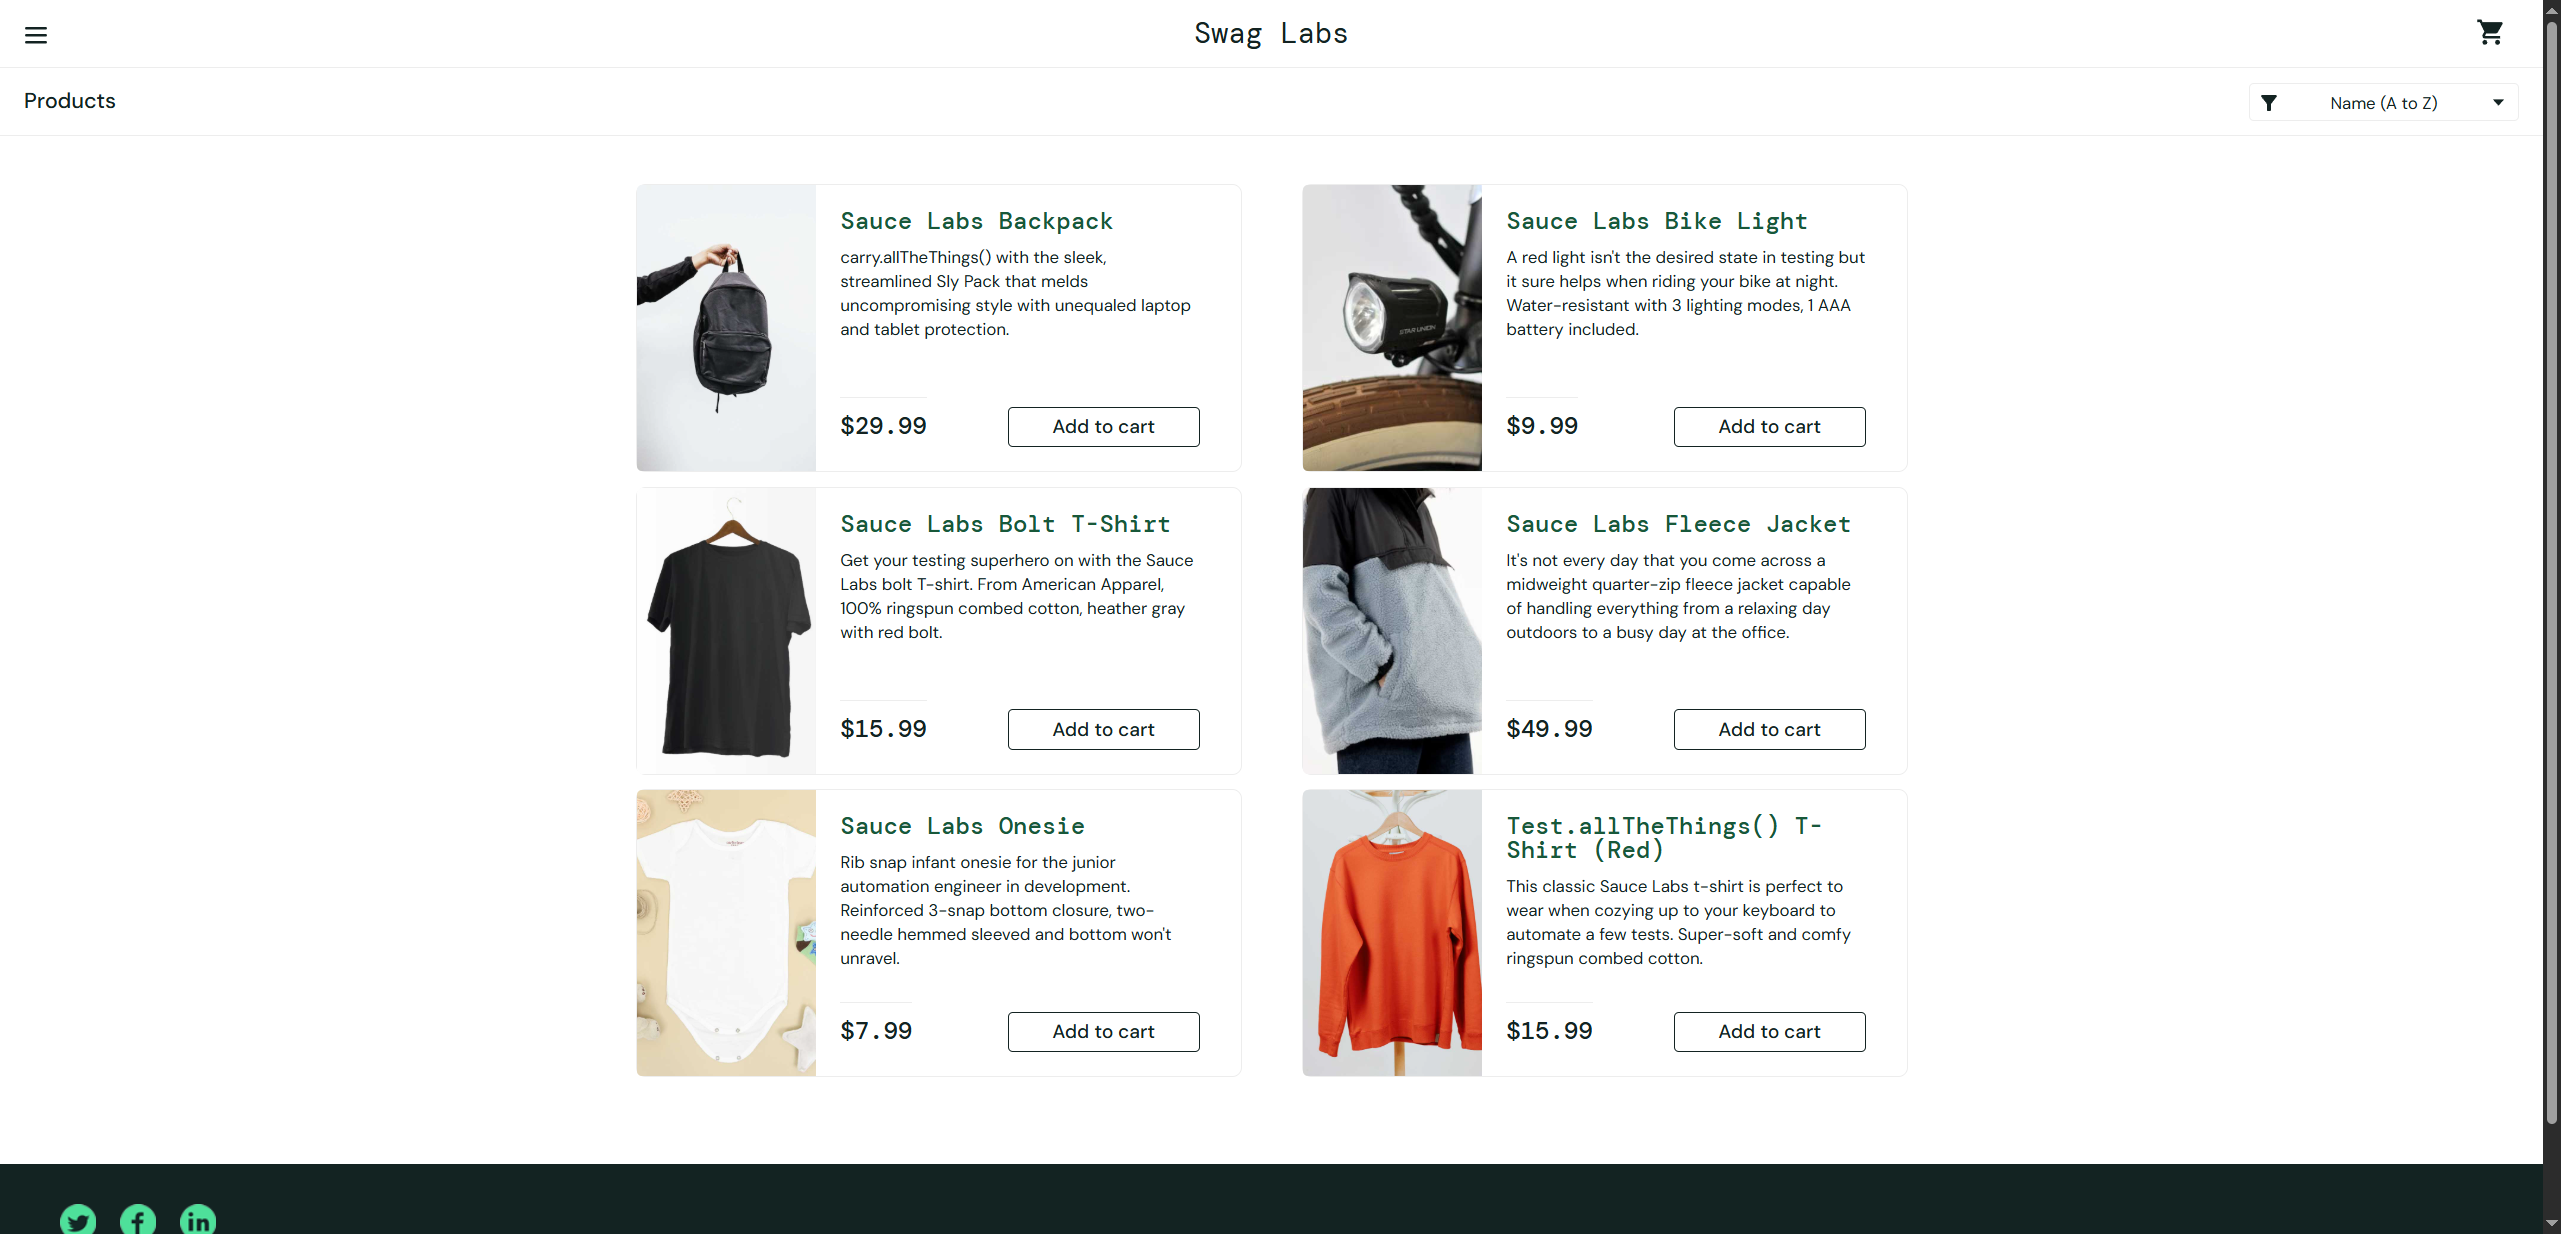 Swag Labs
Products
Name (A to Z)
Sauce Labs Backpack
carry.allTheThings() with the sleek,
streamlined Sly Pack that melds
uncompromising style with unequaled laptop
and tablet protection.
$29.99
Add to cart
STAR UNION
Sauce Labs Bike Light
A red light isn't the desired state in testing but
it sure helps when riding your bike at night.
Water-resistant with 3 lighting modes, 1 AAA
battery included.
$9.99
Add to cart
Sauce Labs Bolt T-Shirt
Get your testing superhero on with the Sauce
Labs bolt T-shirt. From American Apparel,
100% ringspun combed cotton, heather gray
with red bolt.
$15.99
Add to cart
Sauce Labs Fleece Jacket
It's not every day that you come across a
midweight quarter-zip fleece jacket capable
of handling everything from a relaxing day
outdoors to a busy day at the office.
$49.99
Add to cart
Sauce Labs Onesie
Rib snap infant onesie for the junior
automation engineer in development.
Reinforced 3-snap bottom closure, two-
needle hemmed sleeved and bottom won't
unravel.
$7.99
Add to cart
Test.allTheThings() T-
Shirt (Red)
This classic Sauce Labs t-shirt is perfect to
wear when cozying up to your keyboard to
automate a few tests. Super-soft and comfy
ringspun combed cotton.
$15.99
Add to cart
f
in